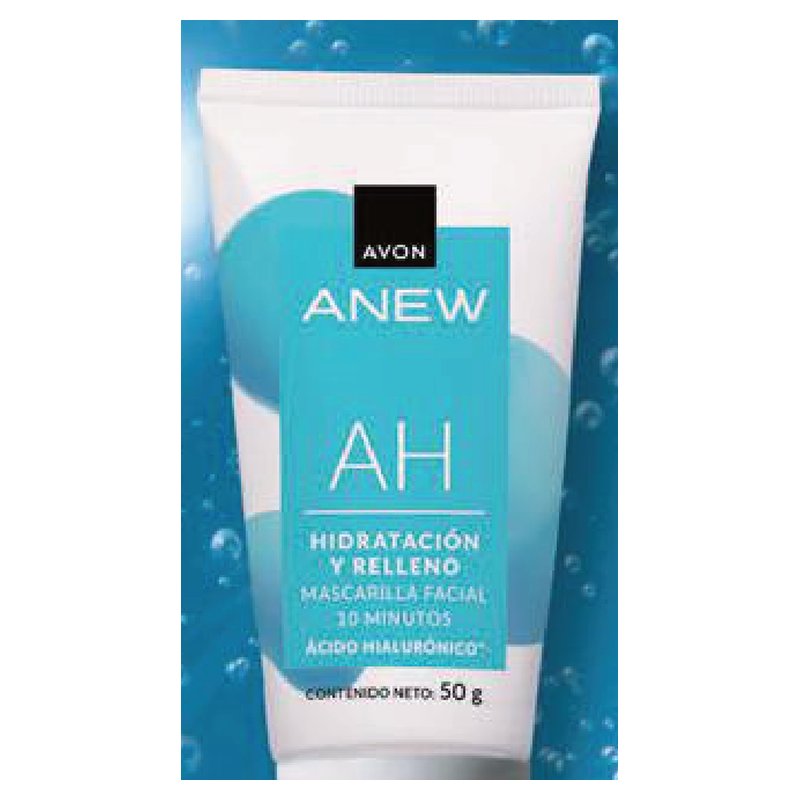 AVON
ANEW
AH
HIDRATACIÓN
Y RELLENO
MASCARILLA FACIAL
10 MINUTOS
ÁCIDO HIALURÓNICO*
CONTENIDO NETO: 50 g